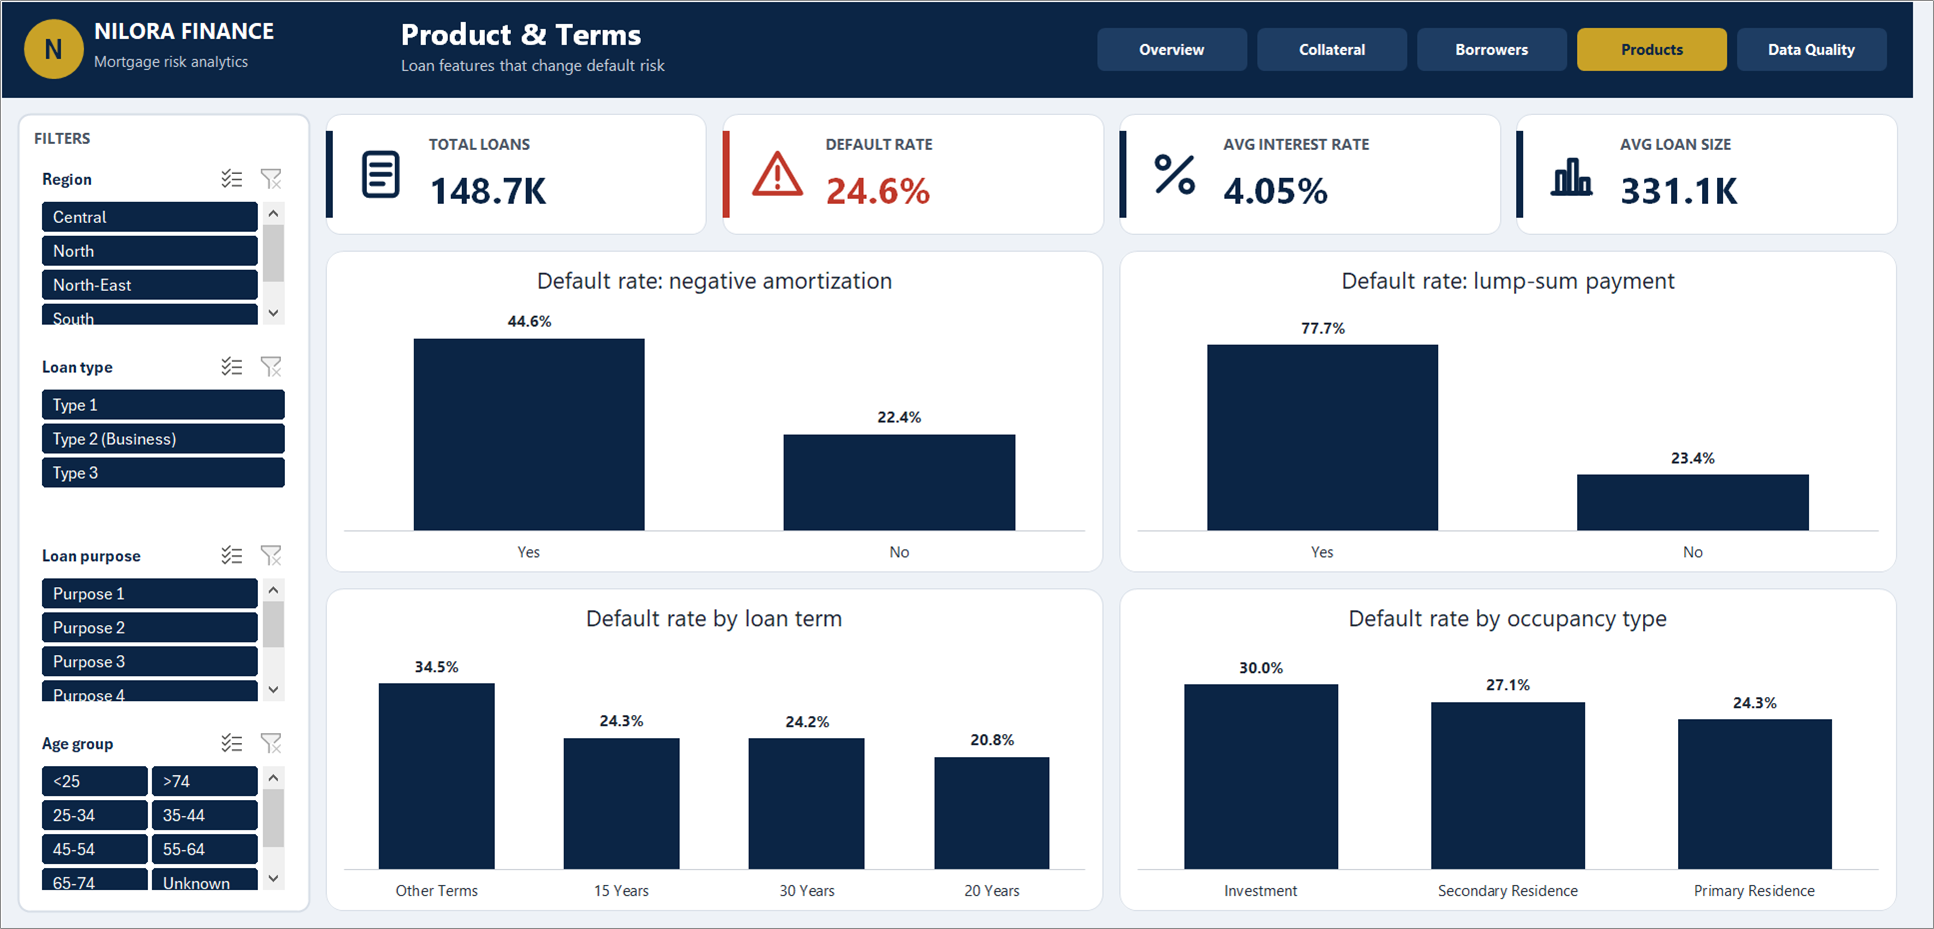 N
NILORA FINANCE
Mortgage risk analytics
Product & Terms
Loan features that change default risk
Overview
Collateral
Borrowers
Products
Data Quality
FILTERS
Region
Central
North
North-East
South
Loan type
Type 1
Type 2 (Business)
Type 3
Loan purpose
Purpose 1
Purpose 2
Purpose 3
Purpose 4
Age group
<25 >74
25-34 35-44
45-54 55-64
65-74 Unknown
TOTAL LOANS
148.7K
DEFAULT RATE
24.6%
AVG INTEREST RATE
4.05%
AVG LOAN SIZE
331.1K
Default rate: negative amortization
44.6%
22.4%
Yes No
Default rate: lump-sum payment
77.7%
23.4%
Yes No
Default rate by loan term
34.5%
24.3%
24.2%
20.8%
Other Terms 15 Years 30 Years 20 Years
Default rate by occupancy type
30.0%
27.1%
24.3%
Investment Secondary Residence Primary Residence